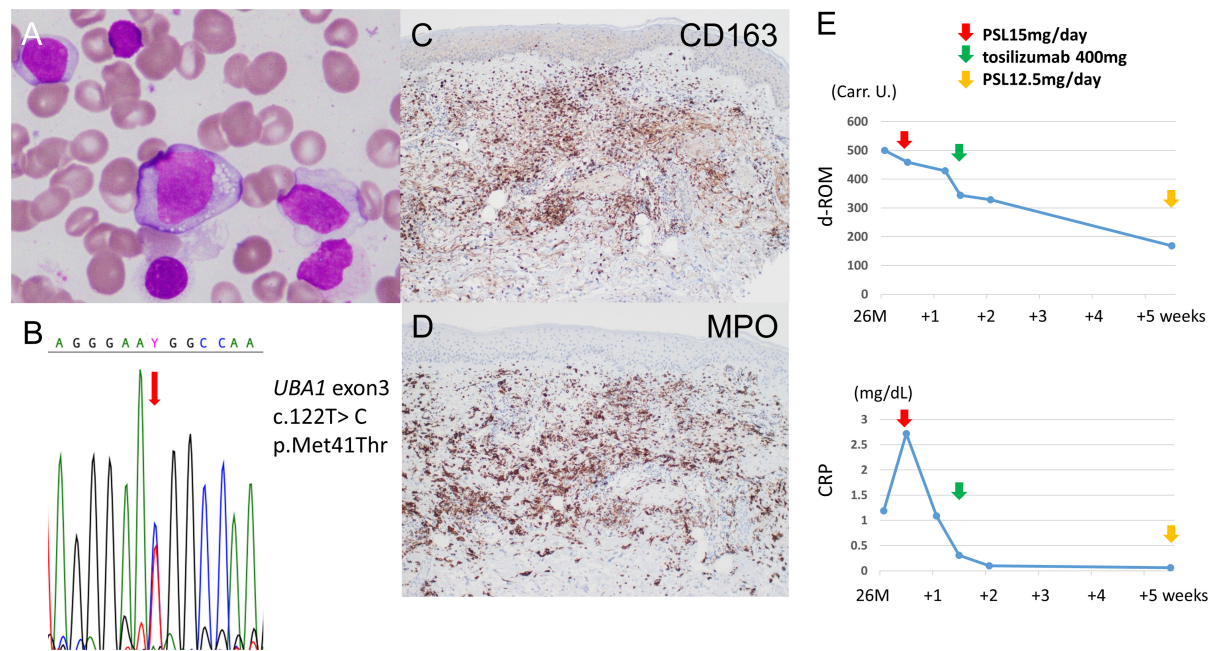 A
B
A G G G A A Y G G C C A A
UBA1 exon3
c.122T> C
p.Met41Thr
C
CD163
D
MPO
E
PSL15mg/day
tosilizumab 400mg
PSL12.5mg/day
(Carr. U.)
d-ROM
600
500
400
300
200
100
0
26M +1 +2 +3 +4 +5 weeks
(mg/dL)
CRP
3
2.5
2
1.5
1
0.5
0
26M +1 +2 +3 +4 +5 weeks